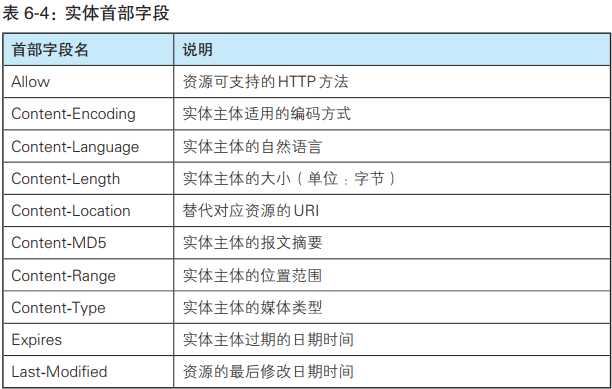 表 6-4：实体首部字段
首部字段名 说明
Allow 资源可支持的HTTP方法
Content-Encoding 实体主体适用的编码方式
Content-Language 实体主体的自然语言
Content-Length 实体主体的大小（单位：字节）
Content-Location 替代对应资源的URI
Content-MD5 实体主体的报文摘要
Content-Range 实体主体的位置范围
Content-Type 实体主体的媒体类型
Expires 实体主体过期的日期时间
Last-Modified 资源的最后修改日期时间